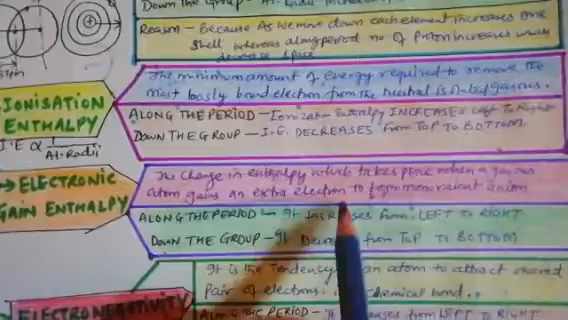 Down the Group - At. Radii Increas
Reason - Because As we move down each element increases one
shell whereas along period no of Proton increases which
decrease space
IONISATION
ENTHALPY
I.E ∝ 1/At. Radii
The minimum amount of energy required to remove the
most loosly bond electron from the neutral isolated gaseous.
ALONG THE PERIOD - Ionization Enthalpy INCREASES Left to Right
DOWN THE GROUP - I.E. DECREASES from TOP TO BOTTOM
→ ELECTRONIC
GAIN ENTHALPY
The change in enthalpy which takes place when a gaseous
atom gains an extra electron to form monovalent anion
ALONG THE PERIOD - It INCREASES from LEFT TO RIGHT
DOWN THE GROUP - It from TOP TO BOTTOM
ELECTRONEGATIVITY
It is the Tendency an atom to attract shared
pair of electrons chemical bond.
ALONG THE PERIOD - from LEFT TO RIGHT